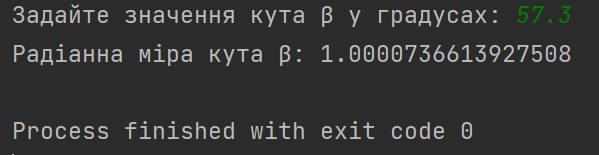 Задайте значення кута β у градусах: 57.3
Радіанна міра кута β: 1.0000736613927508
Process finished with exit code 0